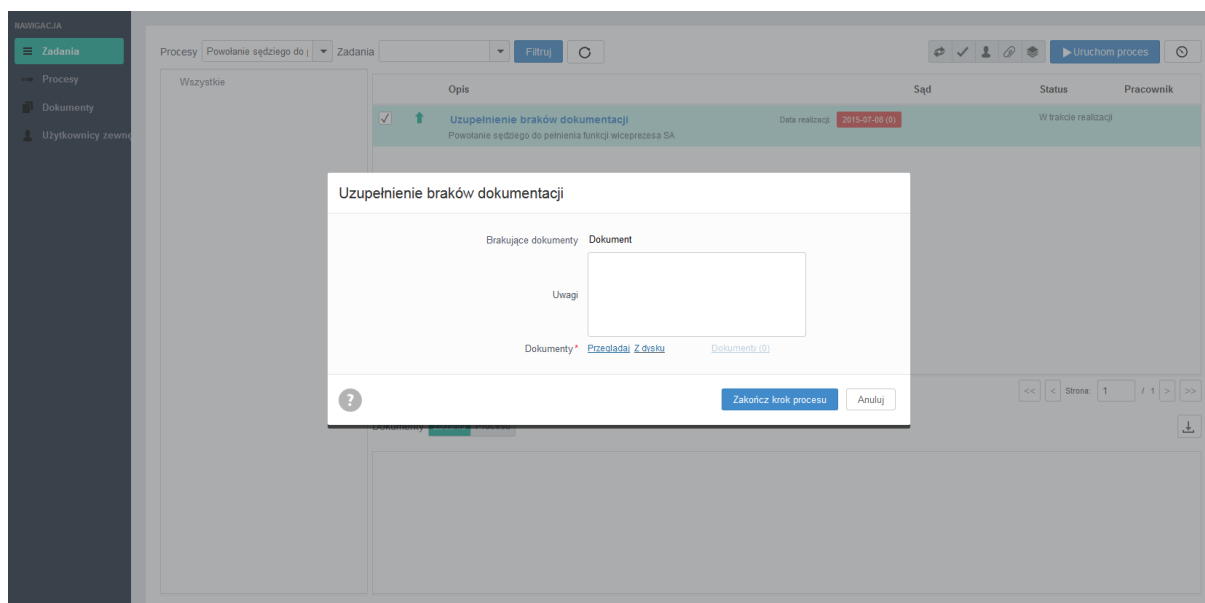 NAWIGACJA
Zadania
Procesy
Dokumenty
Użytkownicy zewnę
Procesy Powołanie sędziego do p Zadania Filtruj Uruchom proces
Wszystkie
Opis Sąd Status Pracownik
Uzupełnienie braków dokumentacji Data realizacji: 2015-07-08 (0) W trakcie realizacji
Powołanie sędziego do pełnienia funkcji wiceprezesa SA
Uzupełnienie braków dokumentacji
Brakujące dokumenty Dokument
Uwagi
Dokumenty* Przeglądaj Z dysku Dokumenty (0)
? Zakończ krok procesu Anuluj
<< < Strona: 1 / 1 > >>
Dokumenty Procesu